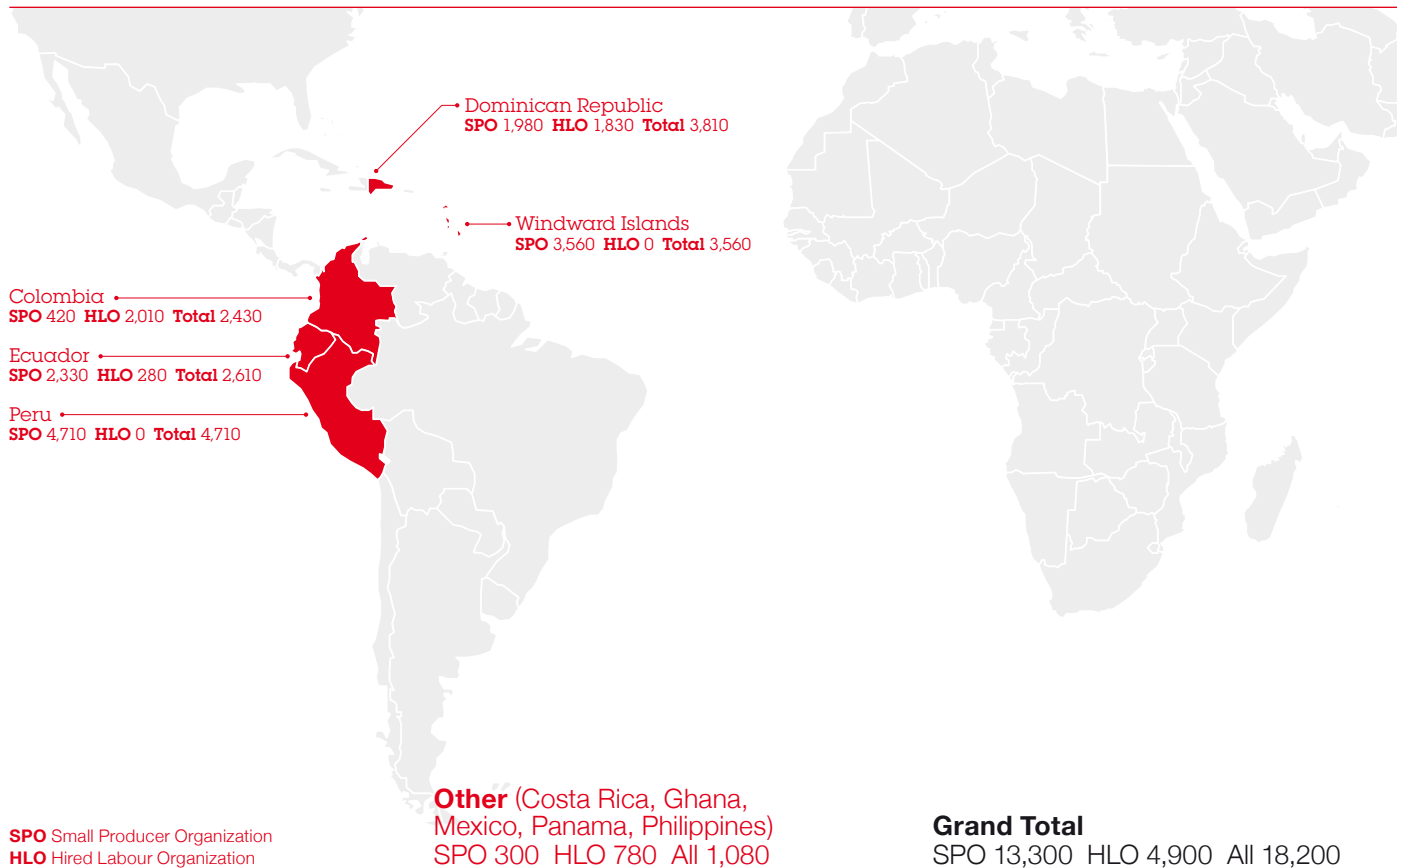 Dominican Republic
SPO 1,980 HLO 1,830 Total 3,810
Windward Islands
SPO 3,560 HLO 0 Total 3,560
Colombia
SPO 420 HLO 2,010 Total 2,430
Ecuador
SPO 2,330 HLO 280 Total 2,610
Peru
SPO 4,710 HLO 0 Total 4,710
SPO Small Producer Organization
HLO Hired Labour Organization
Other (Costa Rica, Ghana,
Mexico, Panama, Philippines)
SPO 300 HLO 780 All 1,080
Grand Total
SPO 13,300 HLO 4,900 All 18,200